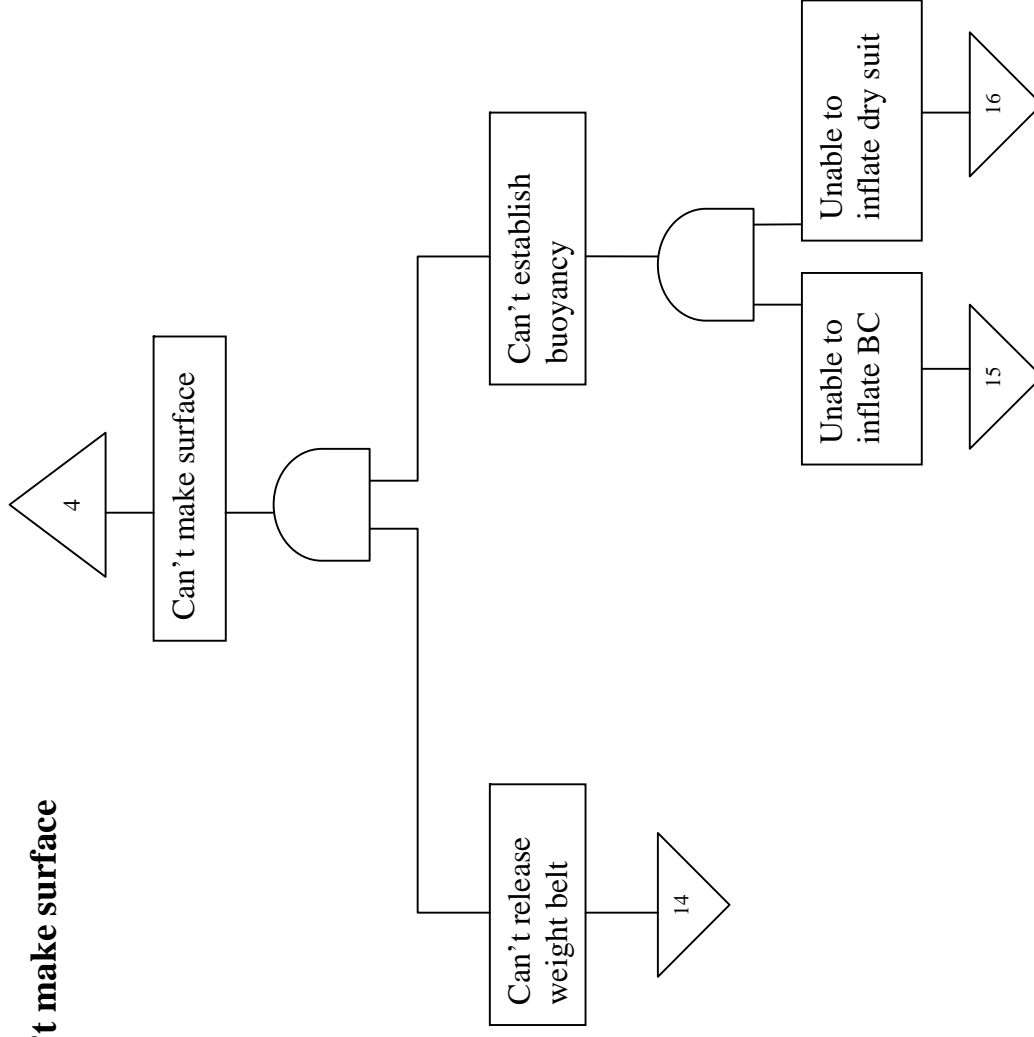 't make surface
4
Can't make surface
Can't release
weight belt
14
Can't establish
buoyancy
Unable to
inflate BC
15
Unable to
inflate dry suit
16